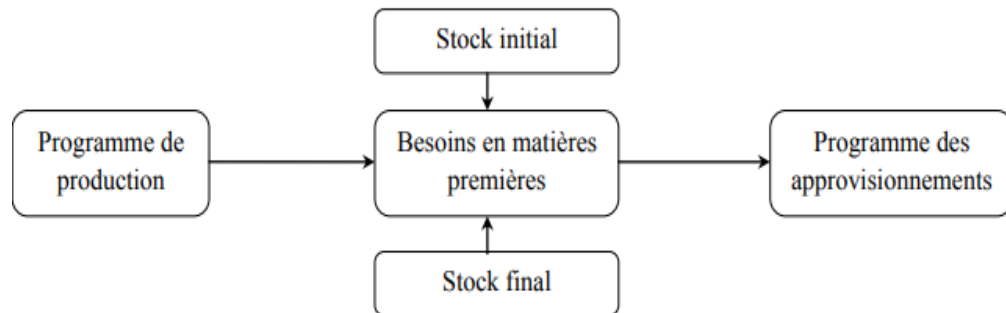 Stock initial
Programme de
production
Besoins en matières
premières
Programme des
approvisionnements
Stock final